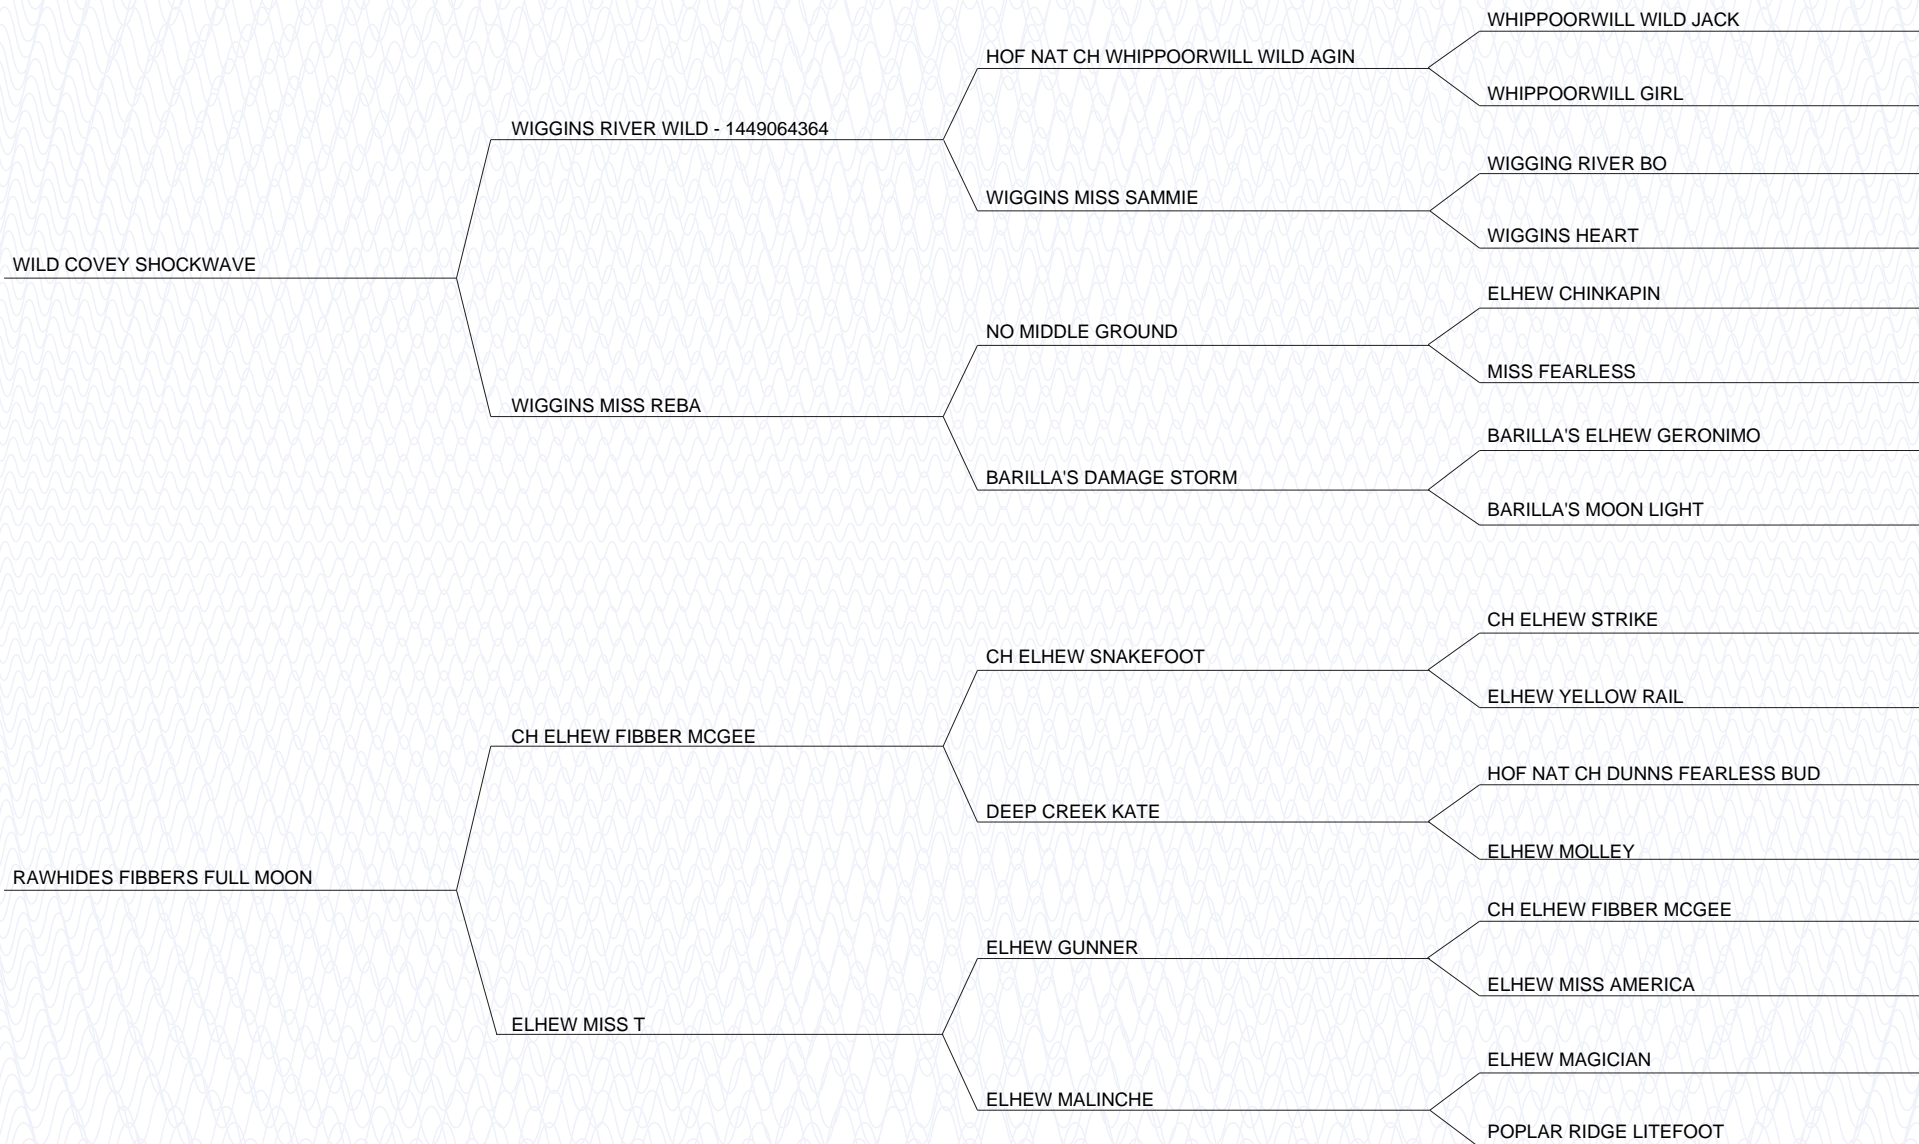 WHIPPOORWILL WILD JACK
HOF NAT CH WHIPPOORWILL WILD AGIN
WHIPPOORWILL GIRL
WIGGINS RIVER WILD - 1449064364
WIGGING RIVER BO
WIGGINS MISS SAMMIE
WIGGINS HEART
WILD COVEY SHOCKWAVE
ELHEW CHINKAPIN
NO MIDDLE GROUND
MISS FEARLESS
WIGGINS MISS REBA
BARILLA'S ELHEW GERONIMO
BARILLA'S DAMAGE STORM
BARILLA'S MOON LIGHT
CH ELHEW STRIKE
CH ELHEW SNAKEFOOT
ELHEW YELLOW RAIL
CH ELHEW FIBBER MCGEE
HOF NAT CH DUNNS FEARLESS BUD
DEEP CREEK KATE
ELHEW MOLLEY
RAWHIDES FIBBERS FULL MOON
CH ELHEW FIBBER MCGEE
ELHEW GUNNER
ELHEW MISS AMERICA
ELHEW MISS T
ELHEW MAGICIAN
ELHEW MALINCHE
POPLAR RIDGE LITEFOOT